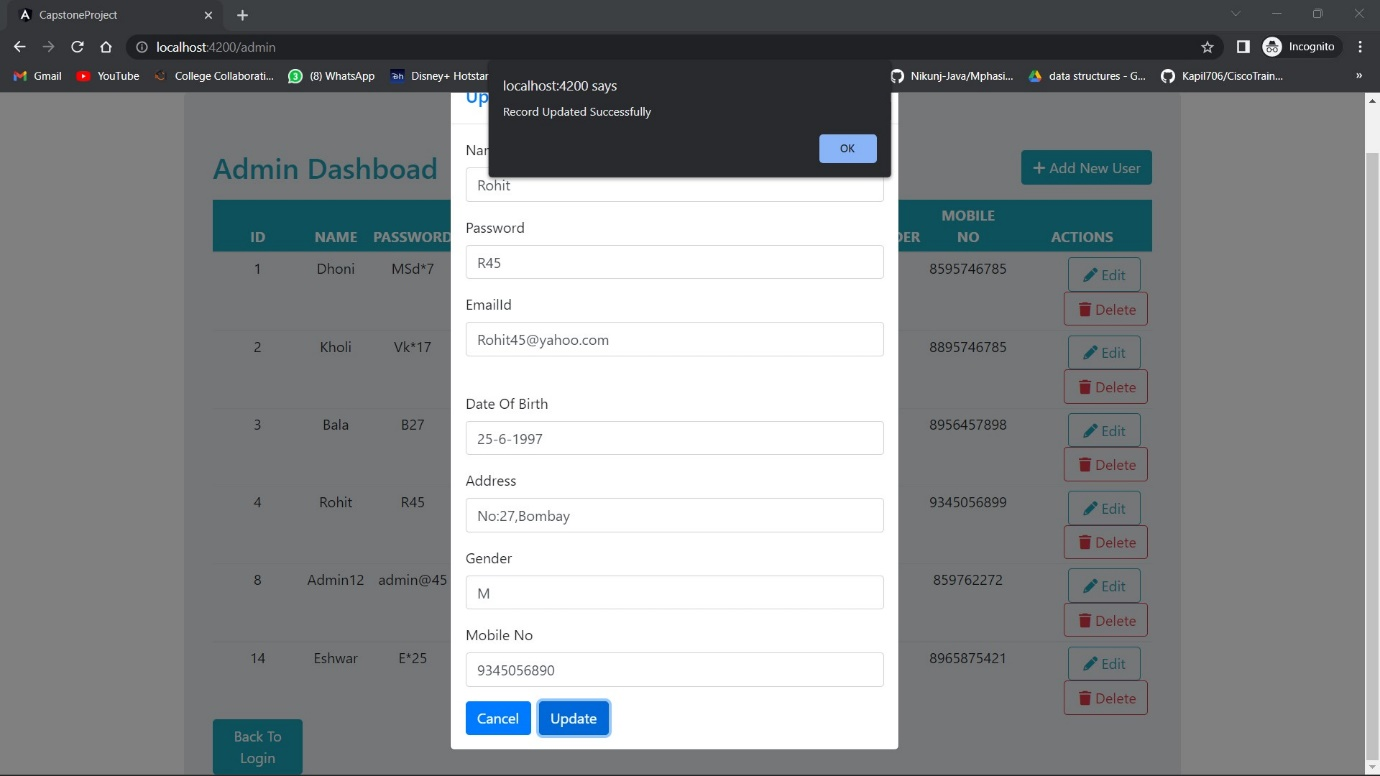 CapstoneProject
localhost:4200/admin
Incognito
Gmail
YouTube
College Collaborati...
(8) WhatsApp
Disney+ Hotstar
Nikunj-Java/Mphasi...
data structures - G...
Kapil706/CiscoTrain...
»
localhost:4200 says
Record Updated Successfully
OK
Admin Dashboad
+ Add New User
ID NAME PASSWORD MOBILE NO ACTIONS
1 Dhoni MSd*7 8595746785 Edit
Delete
2 Kholi Vk*17 8895746785 Edit
Delete
3 Bala B27 8956457898 Edit
Delete
4 Rohit R45 9345056899 Edit
Delete
8 Admin12 admin@45 859762272 Edit
Delete
14 Eshwar E*25 8965875421 Edit
Delete
Back To
Login
Rohit
Password
R45
EmailId
Rohit45@yahoo.com
Date Of Birth
25-6-1997
Address
No:27,Bombay
Gender
M
Mobile No
9345056890
Cancel
Update